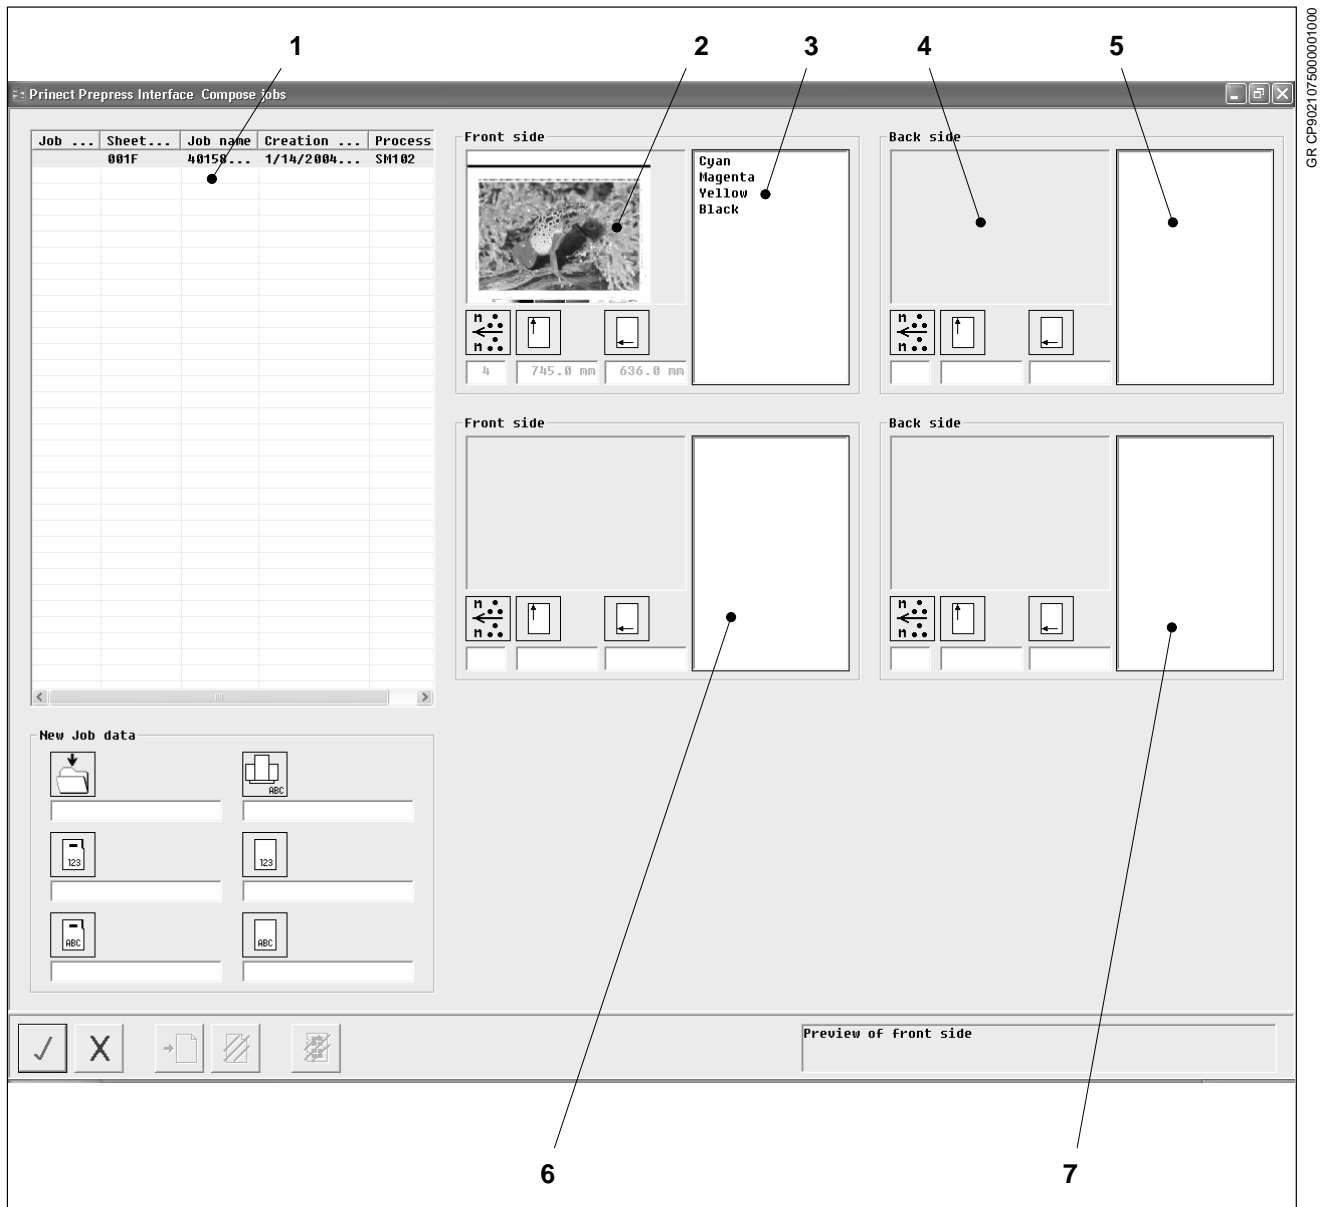 1 2 3 4 5
GR CP9021075000001000
Prinect Prepress Interface Compose jobs
Job ... Sheet... Job name Creation ... Process
001F 40158... 1/14/2004... SM102
Front side
Cyan
Magenta
Yellow
Black
n
n
4 745.0 mm 636.0 mm
Back side
n
n
Front side
n
n
Back side
n
n
New Job data
ABC
123 123
ABC ABC
Preview of front side
6 7